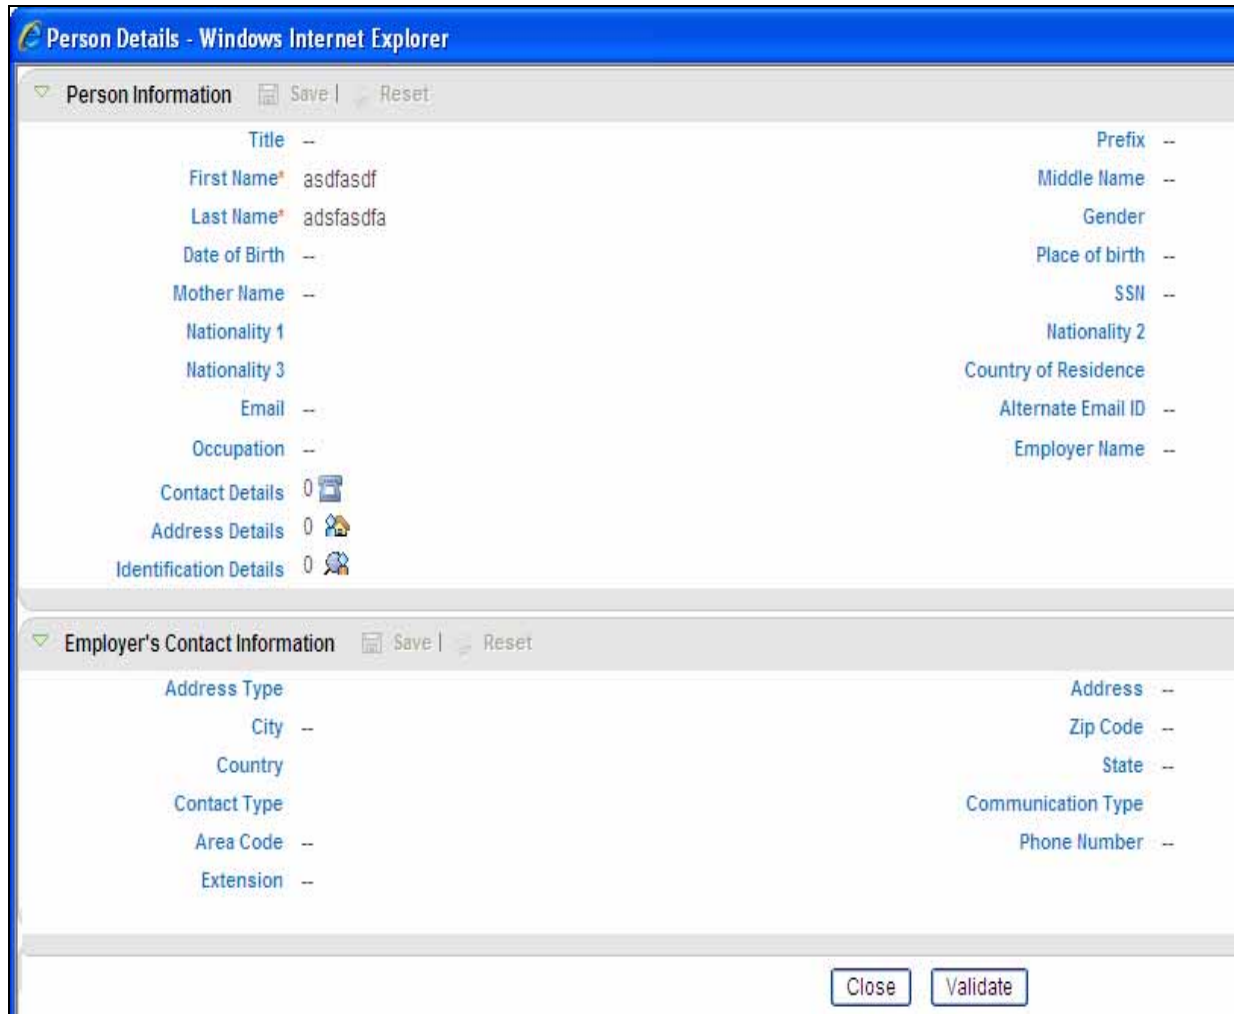 Person Details - Windows Internet Explorer
Person Information Save | Reset
Title -- Prefix --
First Name* asdfasdf Middle Name --
Last Name* adsfasdfa Gender
Date of Birth -- Place of birth --
Mother Name -- SSN --
Nationality 1 Nationality 2
Nationality 3 Country of Residence
Email -- Alternate Email ID --
Occupation -- Employer Name --
Contact Details 0
Address Details 0
Identification Details 0
Employer's Contact Information Save | Reset
Address Type Address --
City -- Zip Code --
Country State --
Contact Type Communication Type
Area Code -- Phone Number --
Extension --
Close Validate